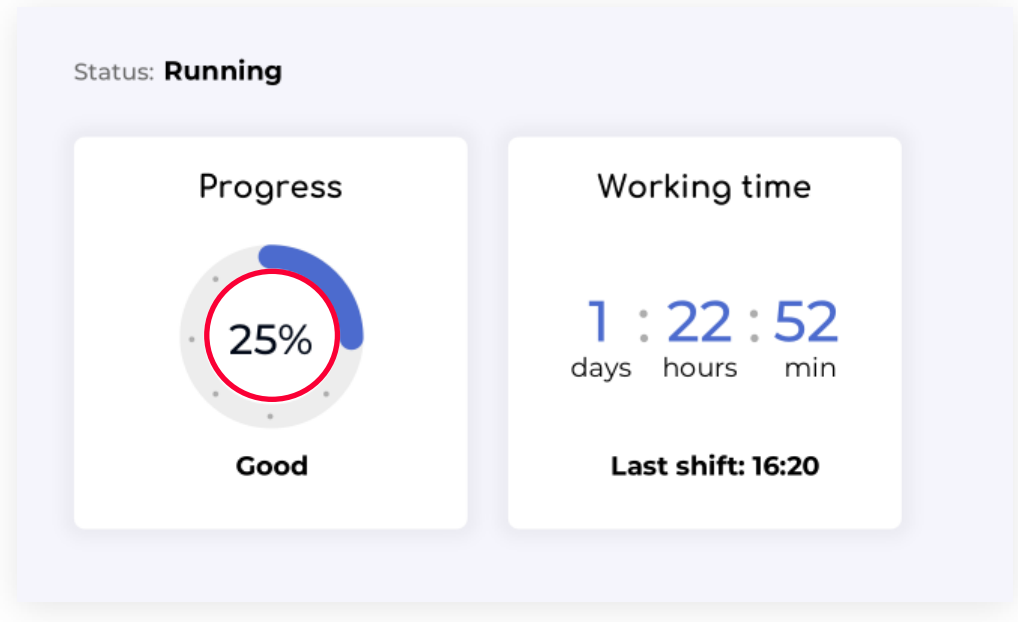 Status: Running
Progress
25%
Good
Working time
1 : 22 : 52
days hours min
Last shift: 16:20